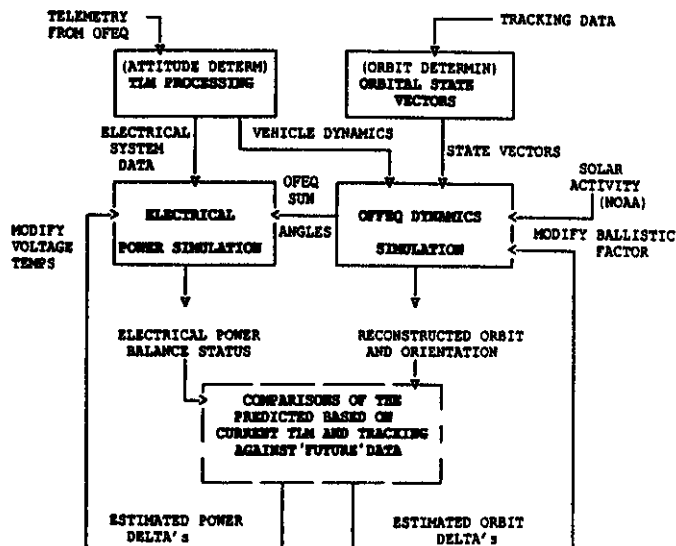 TELEMETRY
FROM OFEQ
TRACKING DATA
(ATTITUDE DETERM)
TLM PROCESSING
(ORBIT DETERMIN)
ORBITAL STATE
VECTORS
ELECTRICAL
SYSTEM
DATA
VEHICLE DYNAMICS
STATE VECTORS
SOLAR
ACTIVITY
(NOAA)
OFEQ
SUN
ANGLES
MODIFY
VOLTAGE
TEMPS
ELECTRICAL
POWER SIMULATION
OFFEQ DYNAMICS
SIMULATION
MODIFY BALLISTIC
FACTOR
ELECTRICAL POWER
BALANCE STATUS
RECONSTRUCTED ORBIT
AND ORIENTATION
COMPARISONS OF THE
PREDICTED BASED ON
CURRENT TLM AND TRACKING
AGAINST 'FUTURE' DATA
ESTIMATED POWER
DELTA's
ESTIMATED ORBIT
DELTA's